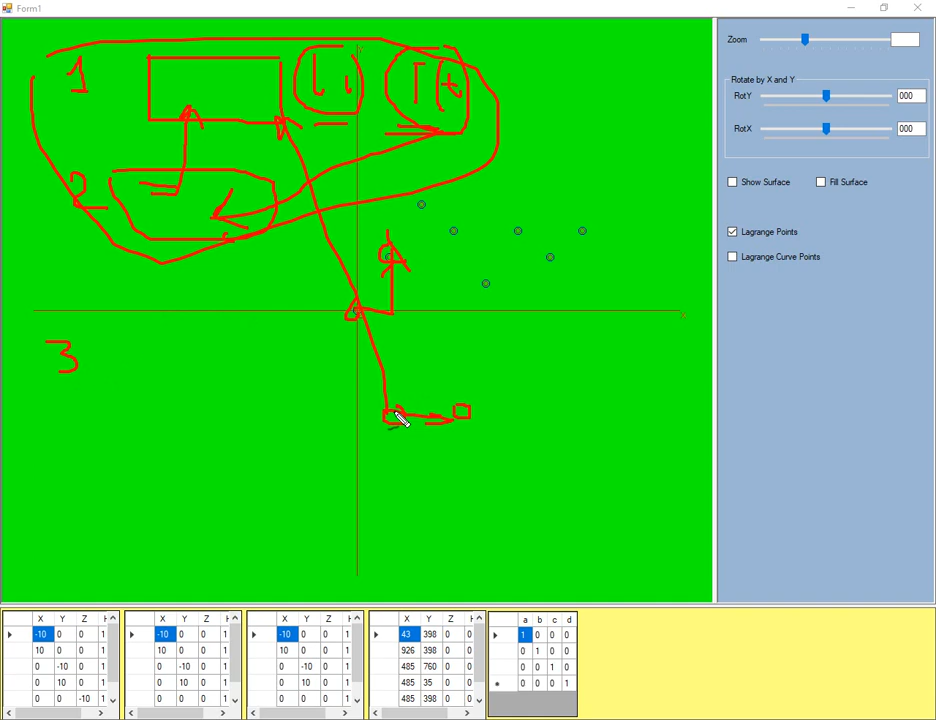 Form1
Zoom
Rotate by X and Y
RotY 000
RotX 000
Show Surface Fill Surface
Lagrange Points
Lagrange Curve Points
1
2
3
Y
X
X Y Z
-10 0 0 1
10 0 0 1
0 -10 0 1
0 10 0 1
0 0 -10 1
X Y Z
-10 0 0 1
10 0 0 1
0 -10 0 1
0 10 0 1
0 0 1
X Y Z
-10 0 0 1
10 0 0 1
0 -10 0 1
0 10 0 1
0 0 1
X Y Z
43 398 0 0
926 398 0 0
485 760 0 0
485 35 0 0
485 398 0 0
a b c d
1 0 0 0
0 1 0 0
0 0 1 0
0 0 0 1